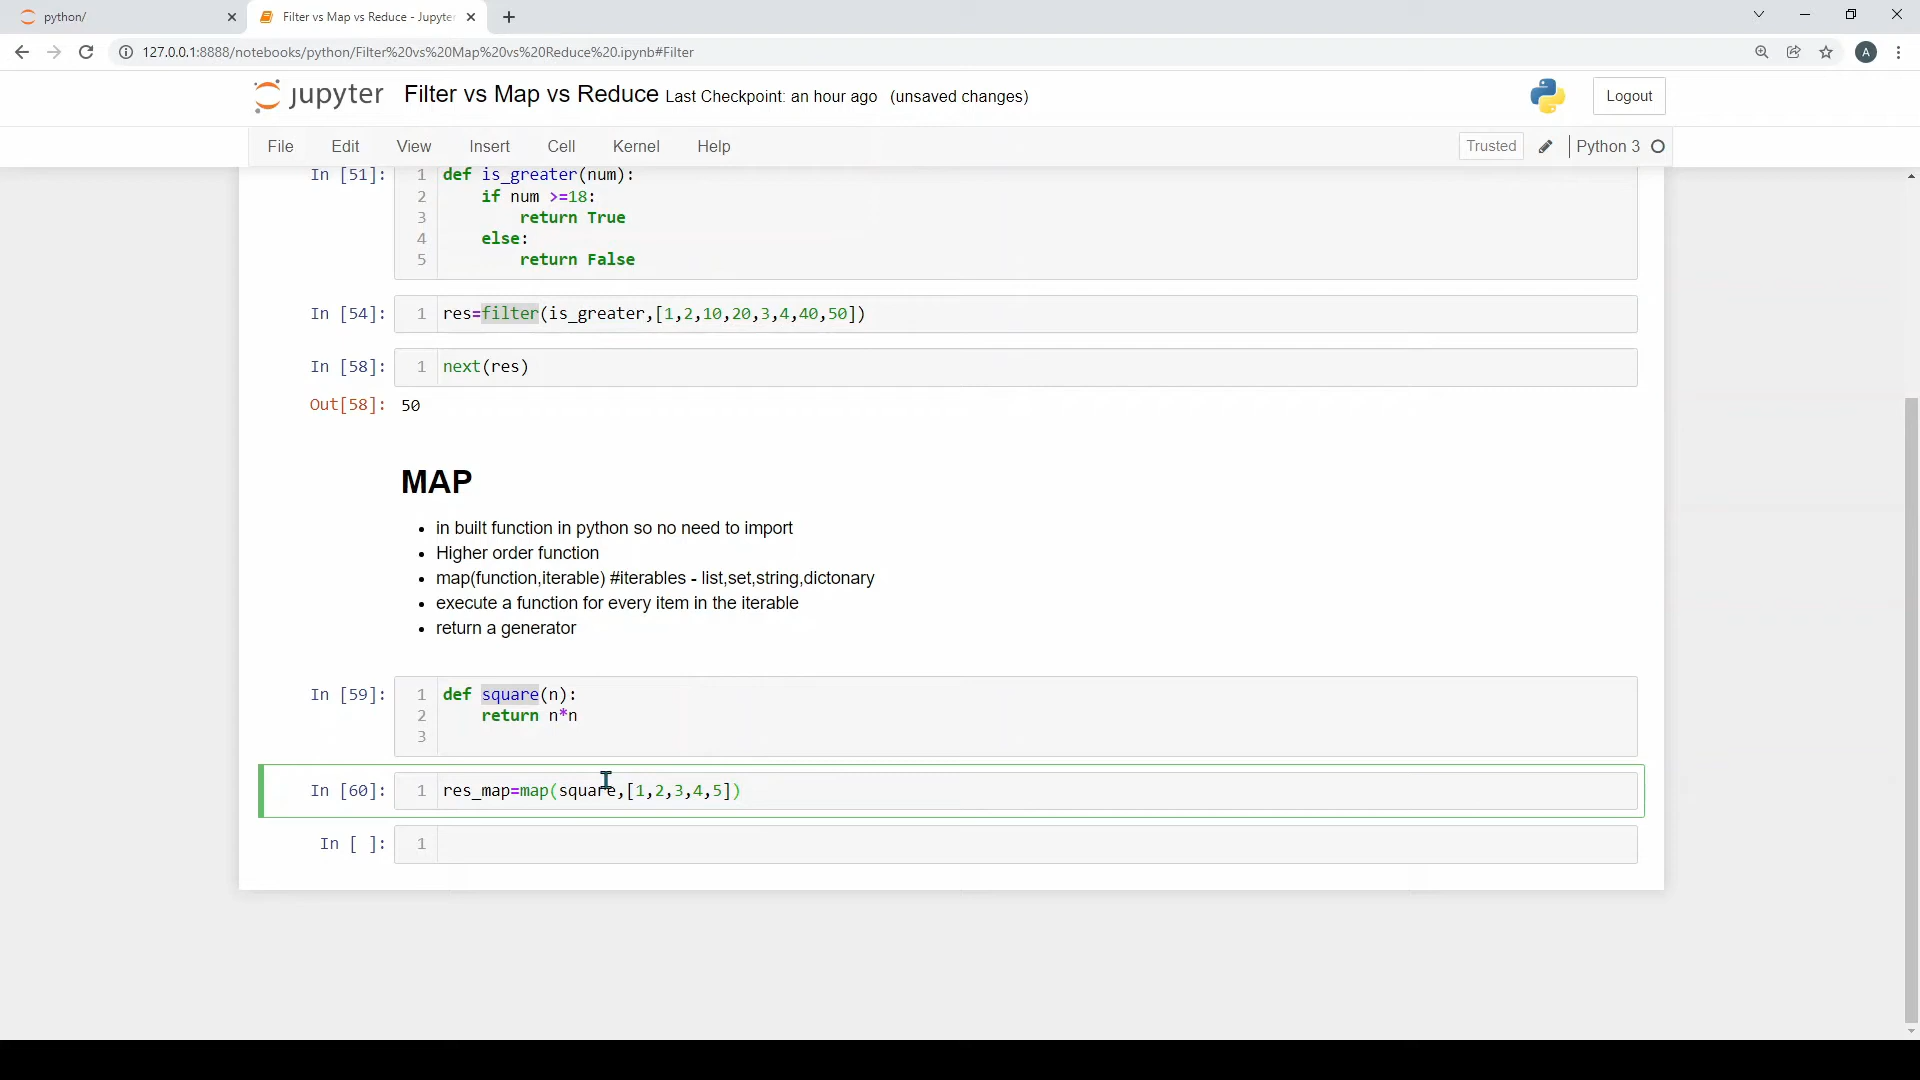 python/
Filter vs Map vs Reduce - Jupyter
127.0.0.1:8888/notebooks/python/Filter%20vs%20Map%20vs%20Reduce%20.ipynb#Filter
A
jupyter Filter vs Map vs Reduce Last Checkpoint: an hour ago (unsaved changes)
Logout
File Edit View Insert Cell Kernel Help
Trusted Python 3
In [51]: 1 def is_greater(num):
2 if num >=18:
3 return True
4 else:
5 return False
In [54]: 1 res=filter(is_greater,[1,2,10,20,3,4,40,50])
In [58]: 1 next(res)
Out[58]: 50
MAP
• in built function in python so no need to import
• Higher order function
• map(function,iterable) #iterables - list,set,string,dictonary
• execute a function for every item in the iterable
• return a generator
In [59]: 1 def square(n):
2 return n*n
3
In [60]: 1 res_map=map(square,[1,2,3,4,5])
In [ ]: 1